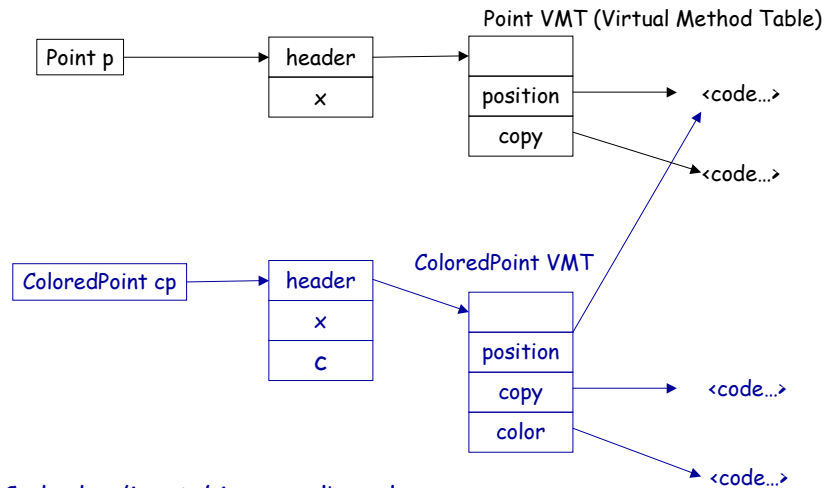 Point VMT (Virtual Method Table)
Point p
header
x
position
copy
<code...>
<code...>
ColoredPoint cp
header
x
c
ColoredPoint VMT
position
copy
color
<code...>
<code...>